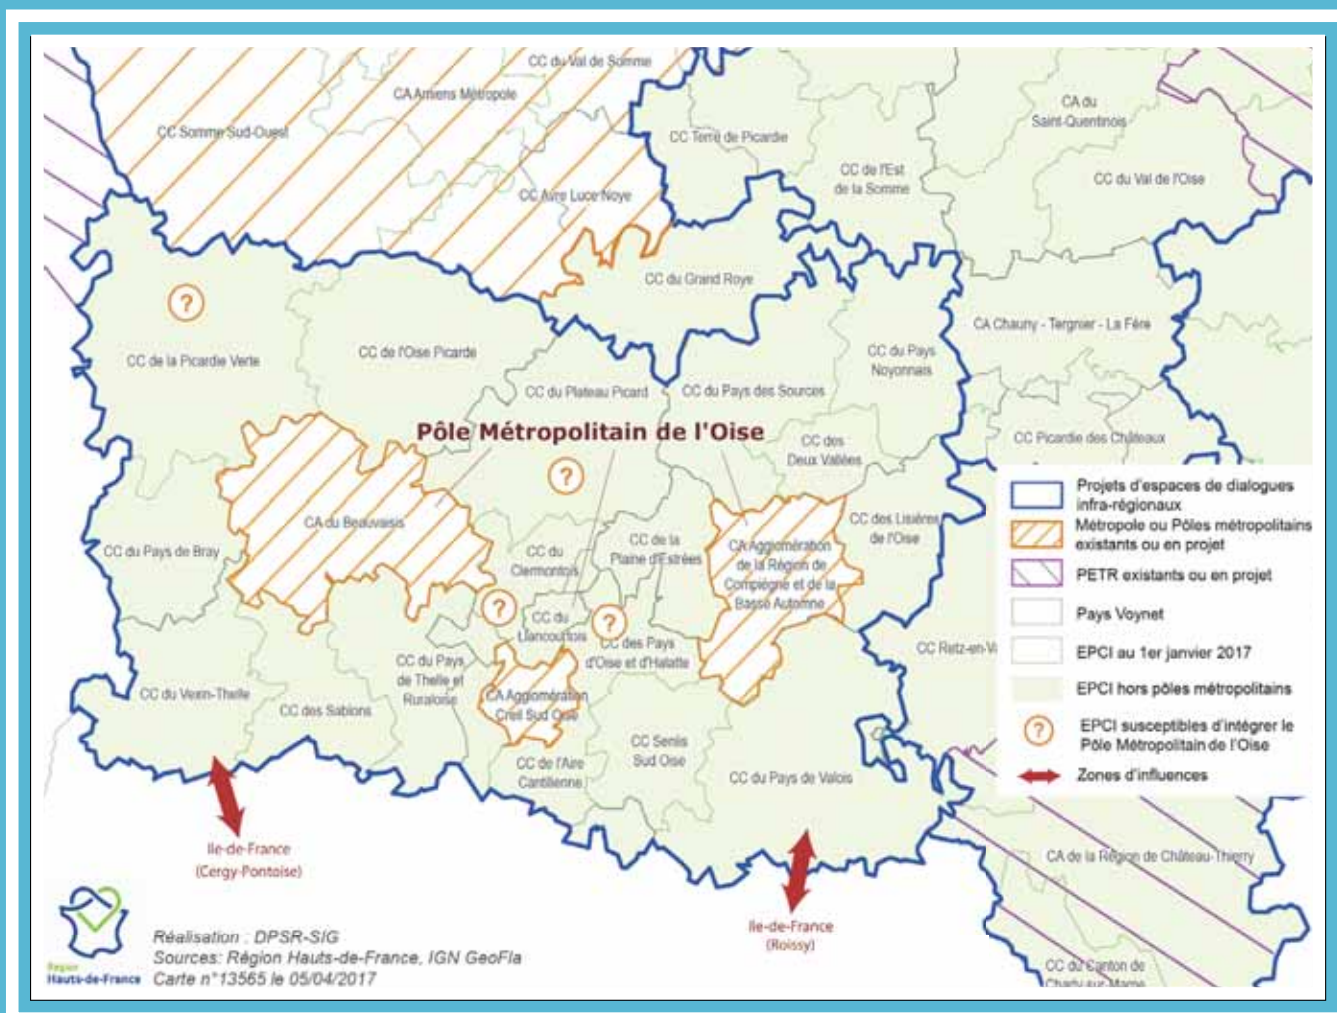 CC du Val de Somme
CA Amiens Métropole
CC Somme Sud-Ouest
CC Terre de Picardie
CA du
Saint-Quentinois
CC de l'Est
de la Somme
CC du Val de l'Oise
CC Avre Luce Noye
CC du Grand Roye
CA Chauny - Tergnier - La Fère
?
CC de la Picardie Verte
CC de l'Oise Picarde
CC du Pays
Noyonnais
CC du Plateau Picard
CC du Pays des Sources
Pôle Métropolitain de l'Oise
CC des
Deux Vallées
CC Picardie des Châteaux
?
CA du Beauvaisis
CC du Pays de Bray
CC du
Clermontois
CC de la
Plaine d'Estrées
CA Agglomération
de la Région de
Compiègne et de la
Basse Automne
CC des Lisières
de l'Oise
?
CC du
Liancourtois
?
CC des Pays
d'Oise et d'Halatte
CC Retz-en-Va
CC du Pays
de Thelle et
Ruraloise
CC du Vexin-Thelle
CC des Sablons
CA Agglomération
Creil Sud Oise
CC de l'Aire
Cantilienne
CC Senlis
Sud Oise
CC du Pays de Valois
Projets d'espaces de dialogues
infra-régionaux
Métropole ou Pôles métropolitains
existants ou en projet
PETR existants ou en projet
Pays Voynet
EPCI au 1er janvier 2017
EPCI hors pôles métropolitains
?
EPCI susceptibles d'intégrer le
Pôle Métropolitain de l'Oise
Zones d'influences
Ile-de-France
(Cergy-Pontoise)
Ile-de-France
(Roissy)
CA de la Région de Château-Thierry
CC du Canton de
Charly-sur-Marne
Région
Hauts-de-France
Réalisation : DPSR-SIG
Sources: Région Hauts-de-France, IGN GeoFla
Carte n°13565 le 05/04/2017